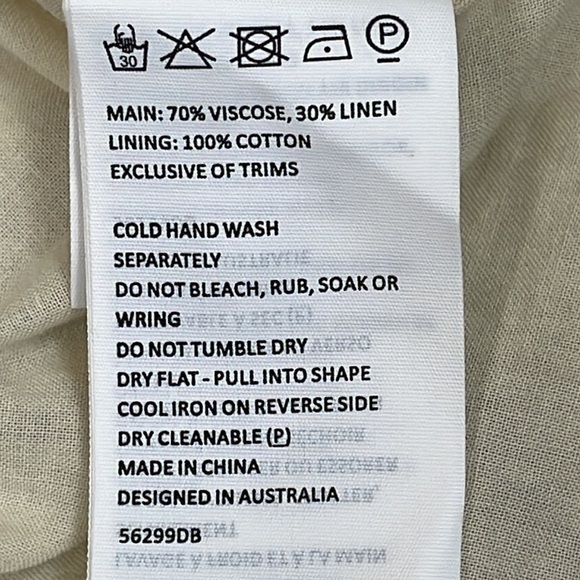 30 P
MAIN: 70% VISCOSE, 30% LINEN
LINING: 100% COTTON
EXCLUSIVE OF TRIMS
COLD HAND WASH
SEPARATELY
DO NOT BLEACH, RUB, SOAK OR
WRING
DO NOT TUMBLE DRY
DRY FLAT - PULL INTO SHAPE
COOL IRON ON REVERSE SIDE
DRY CLEANABLE (P)
MADE IN CHINA
DESIGNED IN AUSTRALIA
56299DB